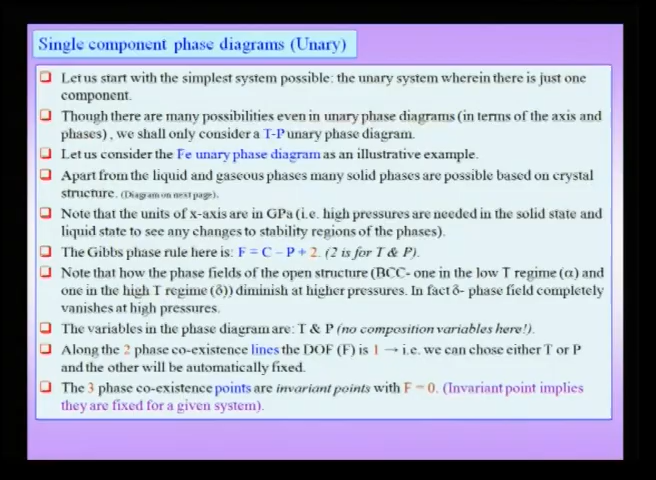 Single component phase diagrams (Unary)
Let us start with the simplest system possible: the unary system wherein there is just one
component.
Though there are many possibilities even in unary phase diagrams (in terms of the axis and
phases) , we shall only consider a T-P unary phase diagram.
Let us consider the Fe unary phase diagram as an illustrative example.
Apart from the liquid and gaseous phases many solid phases are possible based on crystal
structure. (Diagram on next page).
Note that the units of x-axis are in GPa (i.e. high pressures are needed in the solid state and
liquid state to see any changes to stability regions of the phases).
The Gibbs phase rule here is: F = C – P + 2. (2 is for T & P).
Note that how the phase fields of the open structure (BCC- one in the low T regime (α) and
one in the high T regime (δ)) diminish at higher pressures. In fact δ- phase field completely
vanishes at high pressures.
The variables in the phase diagram are: T & P (no composition variables here!).
Along the 2 phase co-existence lines the DOF (F) is 1 → i.e. we can chose either T or P
and the other will be automatically fixed.
The 3 phase co-existence points are invariant points with F = 0. (Invariant point implies
they are fixed for a given system).